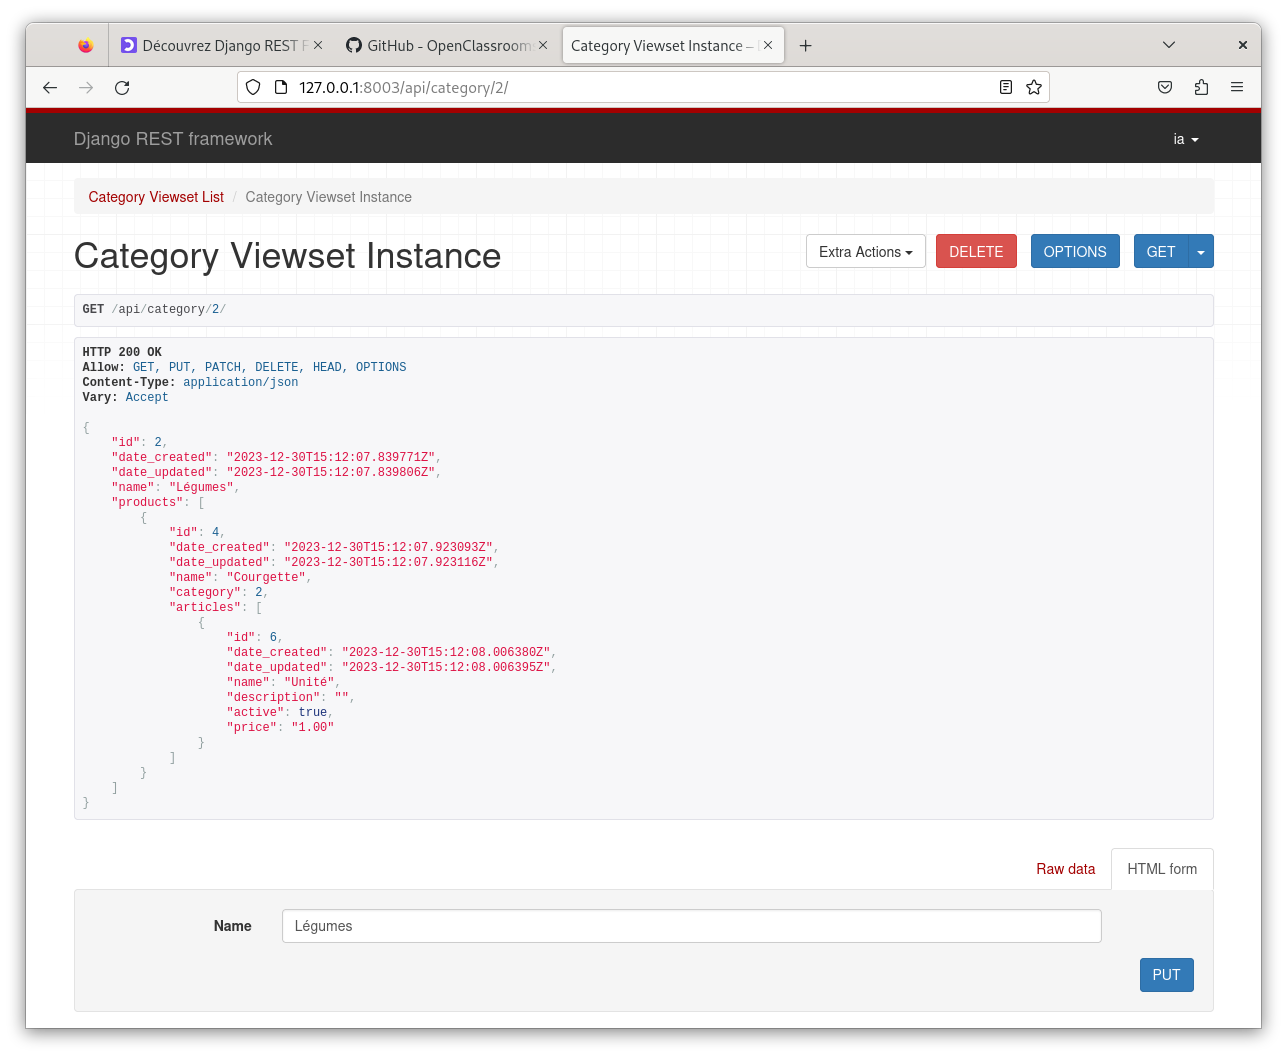 Découvrez Django REST F
GitHub - OpenClassroom
Category Viewset Instance –
127.0.0.1:8003/api/category/2/
Django REST framework
ia
Category Viewset List / Category Viewset Instance
Category Viewset Instance
Extra Actions
DELETE
OPTIONS
GET
GET /api/category/2/
HTTP 200 OK
Allow: GET, PUT, PATCH, DELETE, HEAD, OPTIONS
Content-Type: application/json
Vary: Accept
{
    "id": 2,
    "date_created": "2023-12-30T15:12:07.839771Z",
    "date_updated": "2023-12-30T15:12:07.839806Z",
    "name": "Légumes",
    "products": [
        {
            "id": 4,
            "date_created": "2023-12-30T15:12:07.923093Z",
            "date_updated": "2023-12-30T15:12:07.923116Z",
            "name": "Courgette",
            "category": 2,
            "articles": [
                {
                    "id": 6,
                    "date_created": "2023-12-30T15:12:08.006380Z",
                    "date_updated": "2023-12-30T15:12:08.006395Z",
                    "name": "Unité",
                    "description": "",
                    "active": true,
                    "price": "1.00"
                }
            ]
        }
    ]
}
Raw data
HTML form
Name
Légumes
PUT